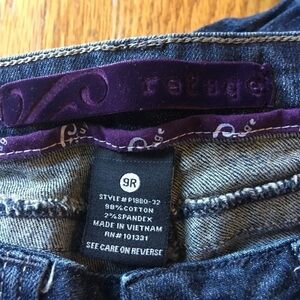 refuge
9R
STYLE# P1880-32
98% COTTON
2% SPANDEX
MADE IN VIETNAM
RN# 101331
SEE CARE ON REVERSE